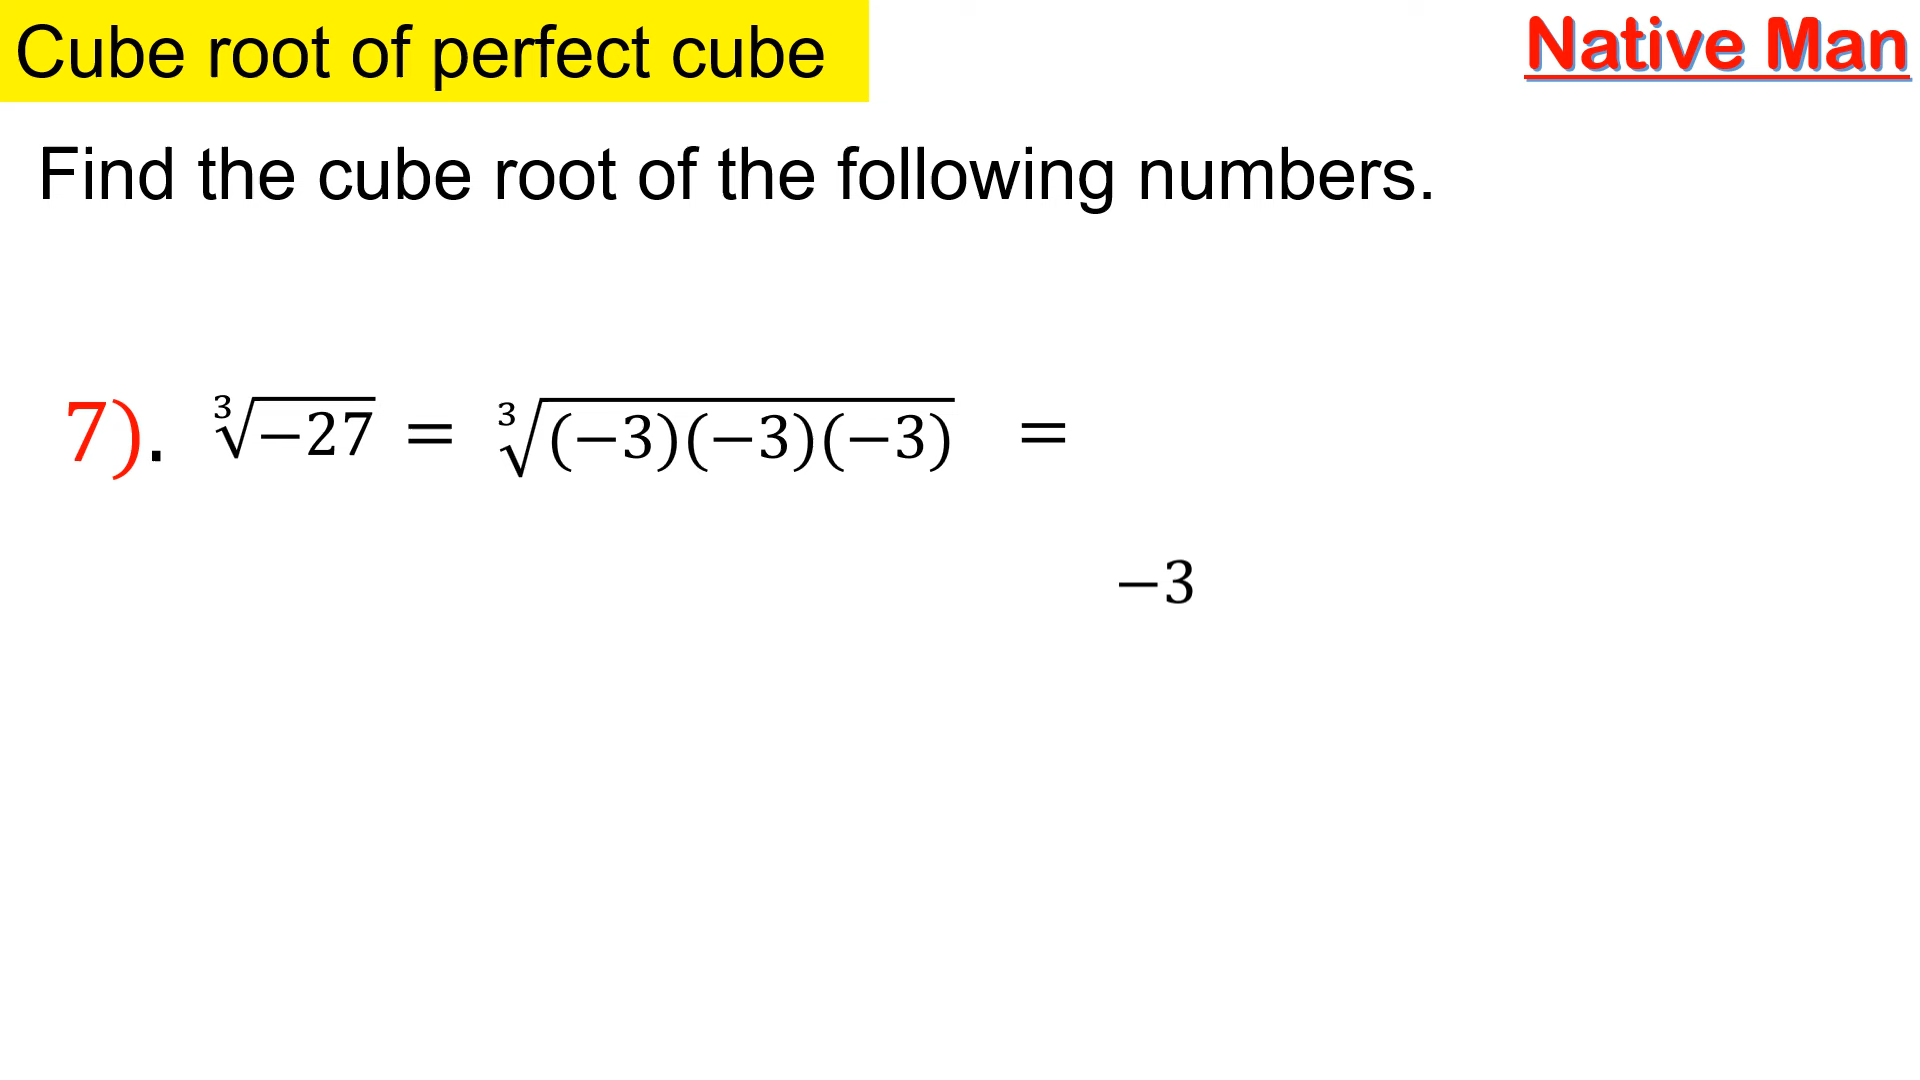 Cube root of perfect cube
Native Man
Find the cube root of the following numbers.
7). ∛−27 = ∛(−3)(−3)(−3) =
−3